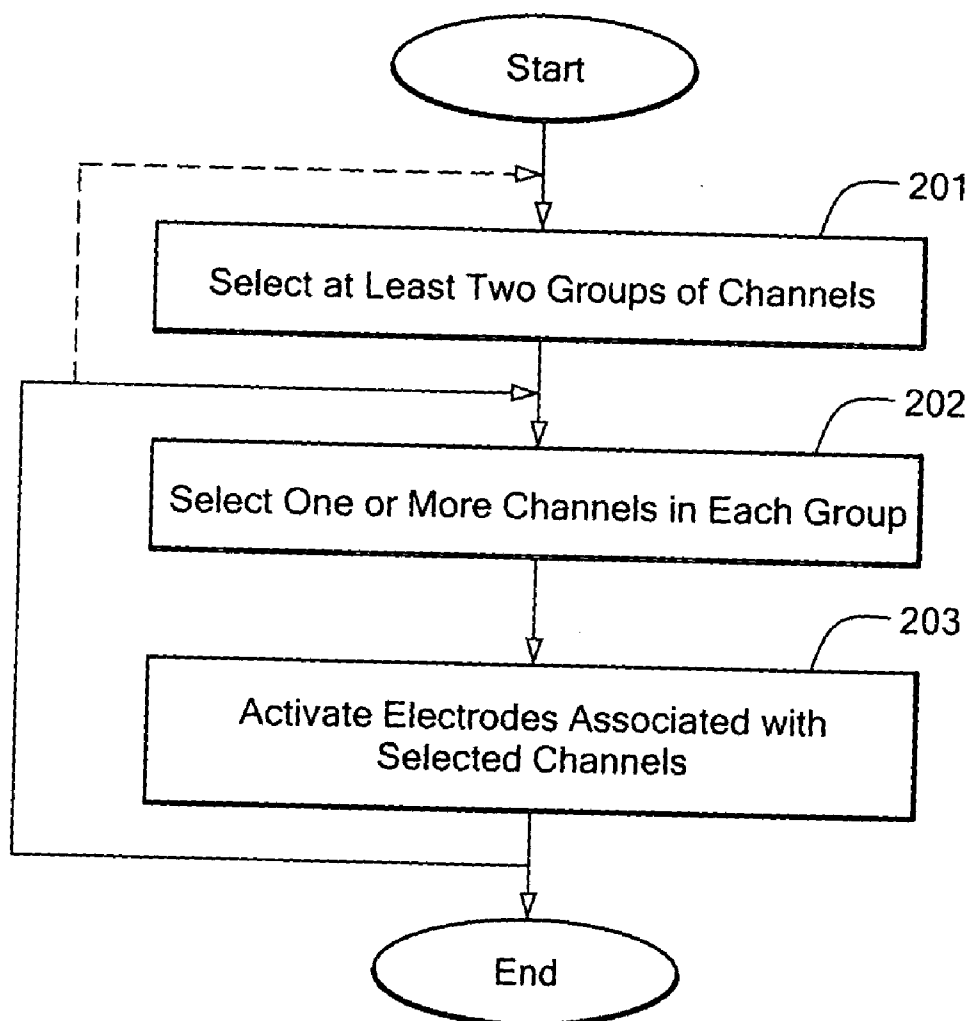 Start
201
Select at Least Two Groups of Channels
202
Select One or More Channels in Each Group
203
Activate Electrodes Associated with
Selected Channels
End